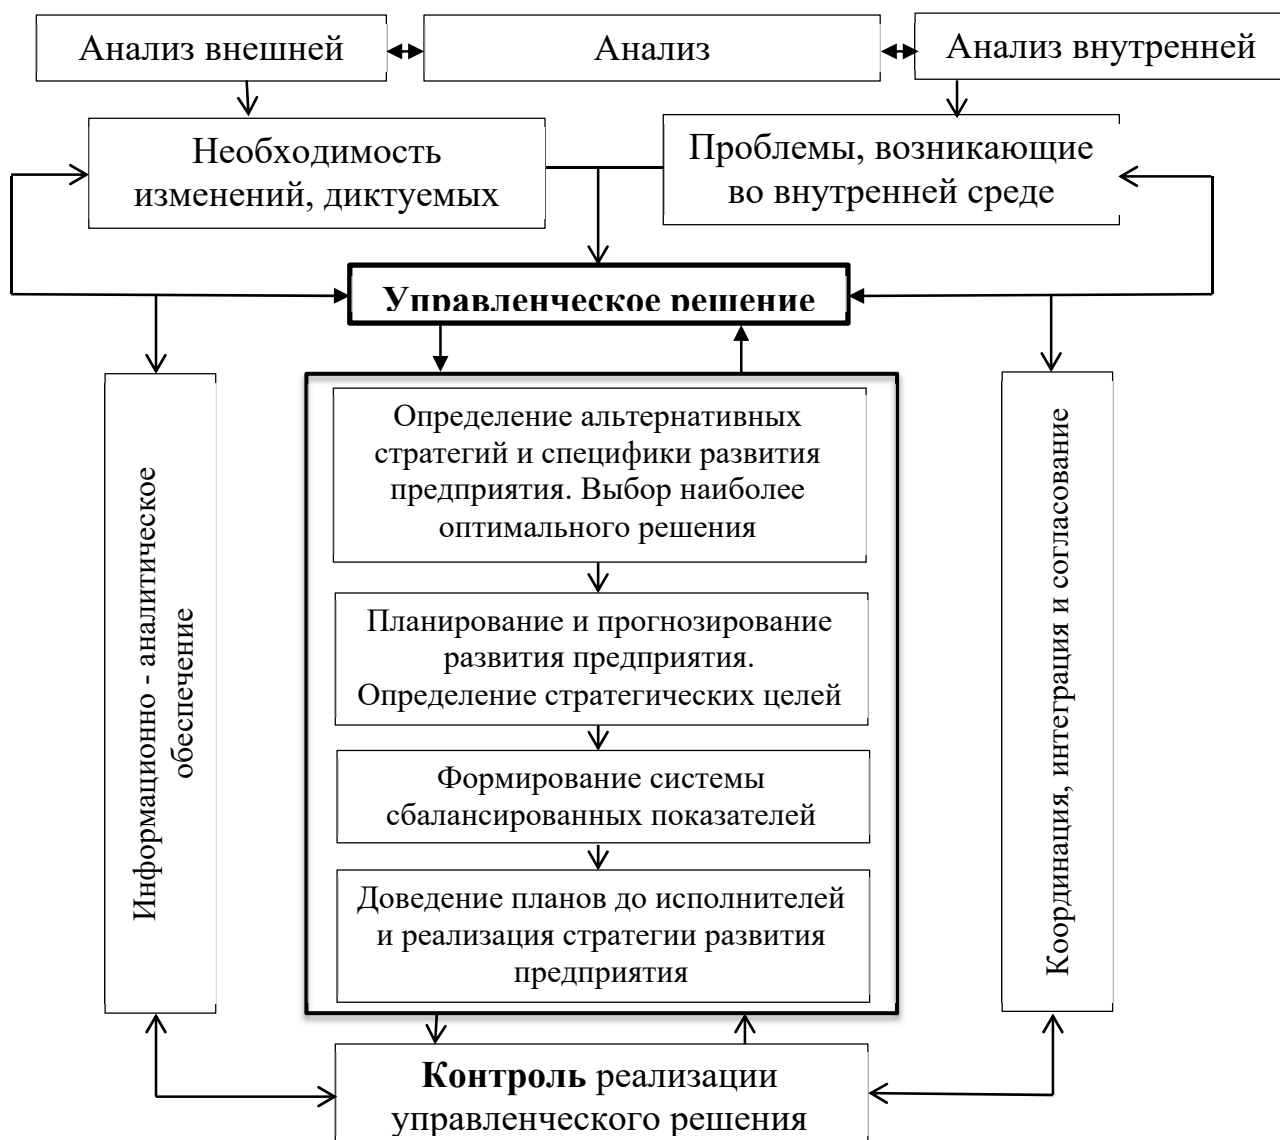 Анализ внешней
Анализ
Анализ внутренней
Необходимость
изменений, диктуемых
Проблемы, возникающие
во внутренней среде
Управленческое решение
Информационно - аналитическое
обеспечение
Определение альтернативных
стратегий и специфики развития
предприятия. Выбор наиболее
оптимального решения
Планирование и прогнозирование
развития предприятия.
Определение стратегических целей
Формирование системы
сбалансированных показателей
Доведение планов до исполнителей
и реализация стратегии развития
предприятия
Координация, интеграция и согласование
Контроль реализации
управленческого решения